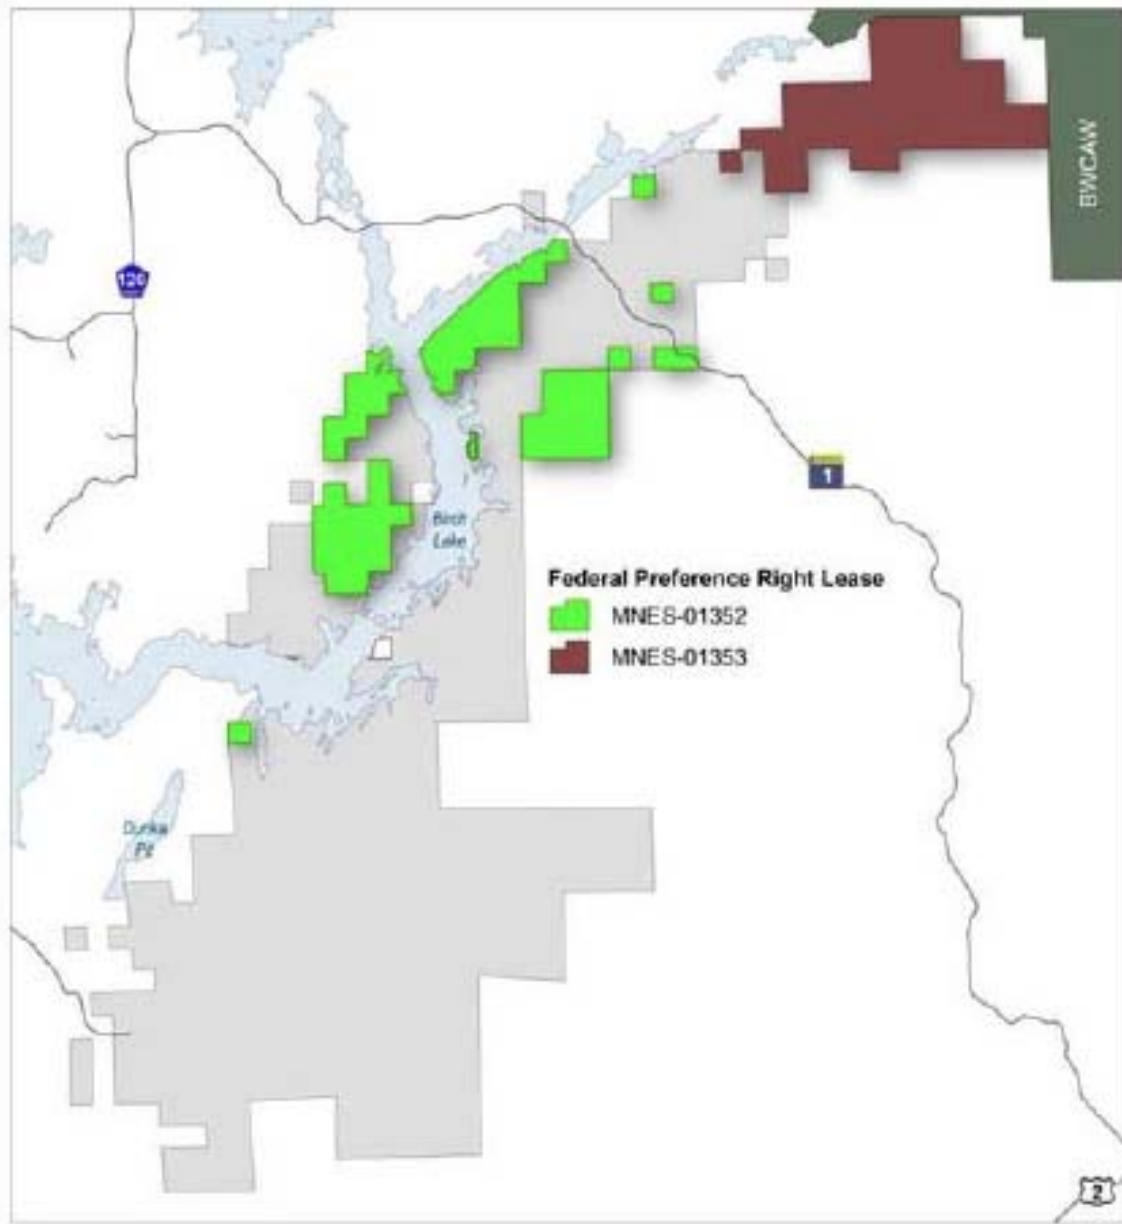 BWCAW
120
1
Birch
Lake
Federal Preference Right Lease
MNES-01352
MNES-01353
Dunka
Pit
2